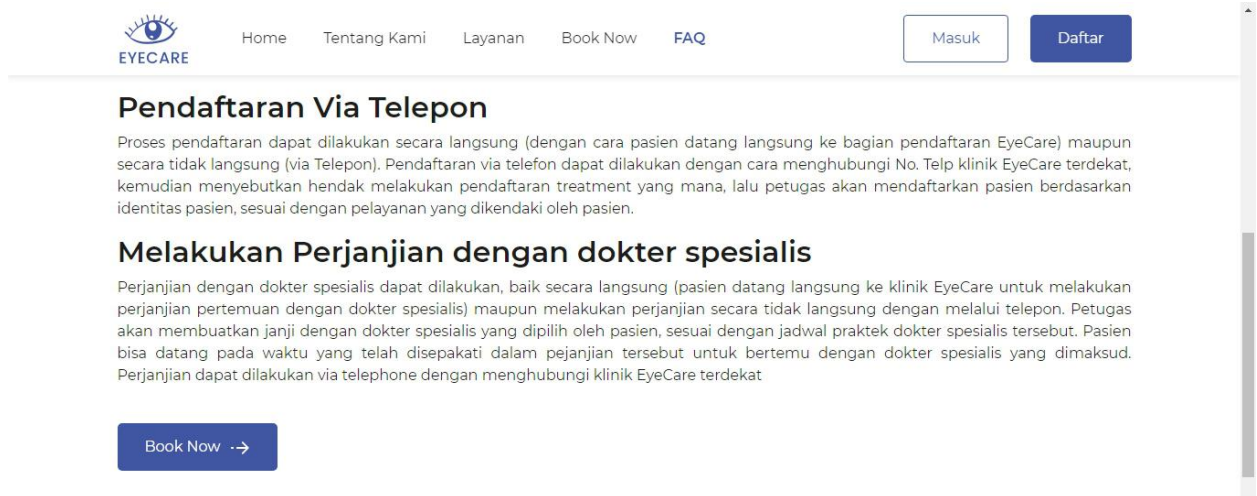 EYECARE
Home Tentang Kami Layanan Book Now FAQ Masuk Daftar
Pendaftaran Via Telepon
Proses pendaftaran dapat dilakukan secara langsung (dengan cara pasien datang langsung ke bagian pendaftaran EyeCare) maupun
secara tidak langsung (via Telepon). Pendaftaran via telefon dapat dilakukan dengan cara menghubungi No. Telp klinik EyeCare terdekat,
kemudian menyebutkan hendak melakukan pendaftaran treatment yang mana, lalu petugas akan mendaftarkan pasien berdasarkan
identitas pasien, sesuai dengan pelayanan yang dikendaki oleh pasien.
Melakukan Perjanjian dengan dokter spesialis
Perjanjian dengan dokter spesialis dapat dilakukan, baik secara langsung (pasien datang langsung ke klinik EyeCare untuk melakukan
perjanjian pertemuan dengan dokter spesialis) maupun melakukan perjanjian secara tidak langsung dengan melalui telepon. Petugas
akan membuatkan janji dengan dokter spesialis yang dipilih oleh pasien, sesuai dengan jadwal praktek dokter spesialis tersebut. Pasien
bisa datang pada waktu yang telah disepakati dalam pejanjian tersebut untuk bertemu dengan dokter spesialis yang dimaksud.
Perjanjian dapat dilakukan via telephone dengan menghubungi klinik EyeCare terdekat
Book Now